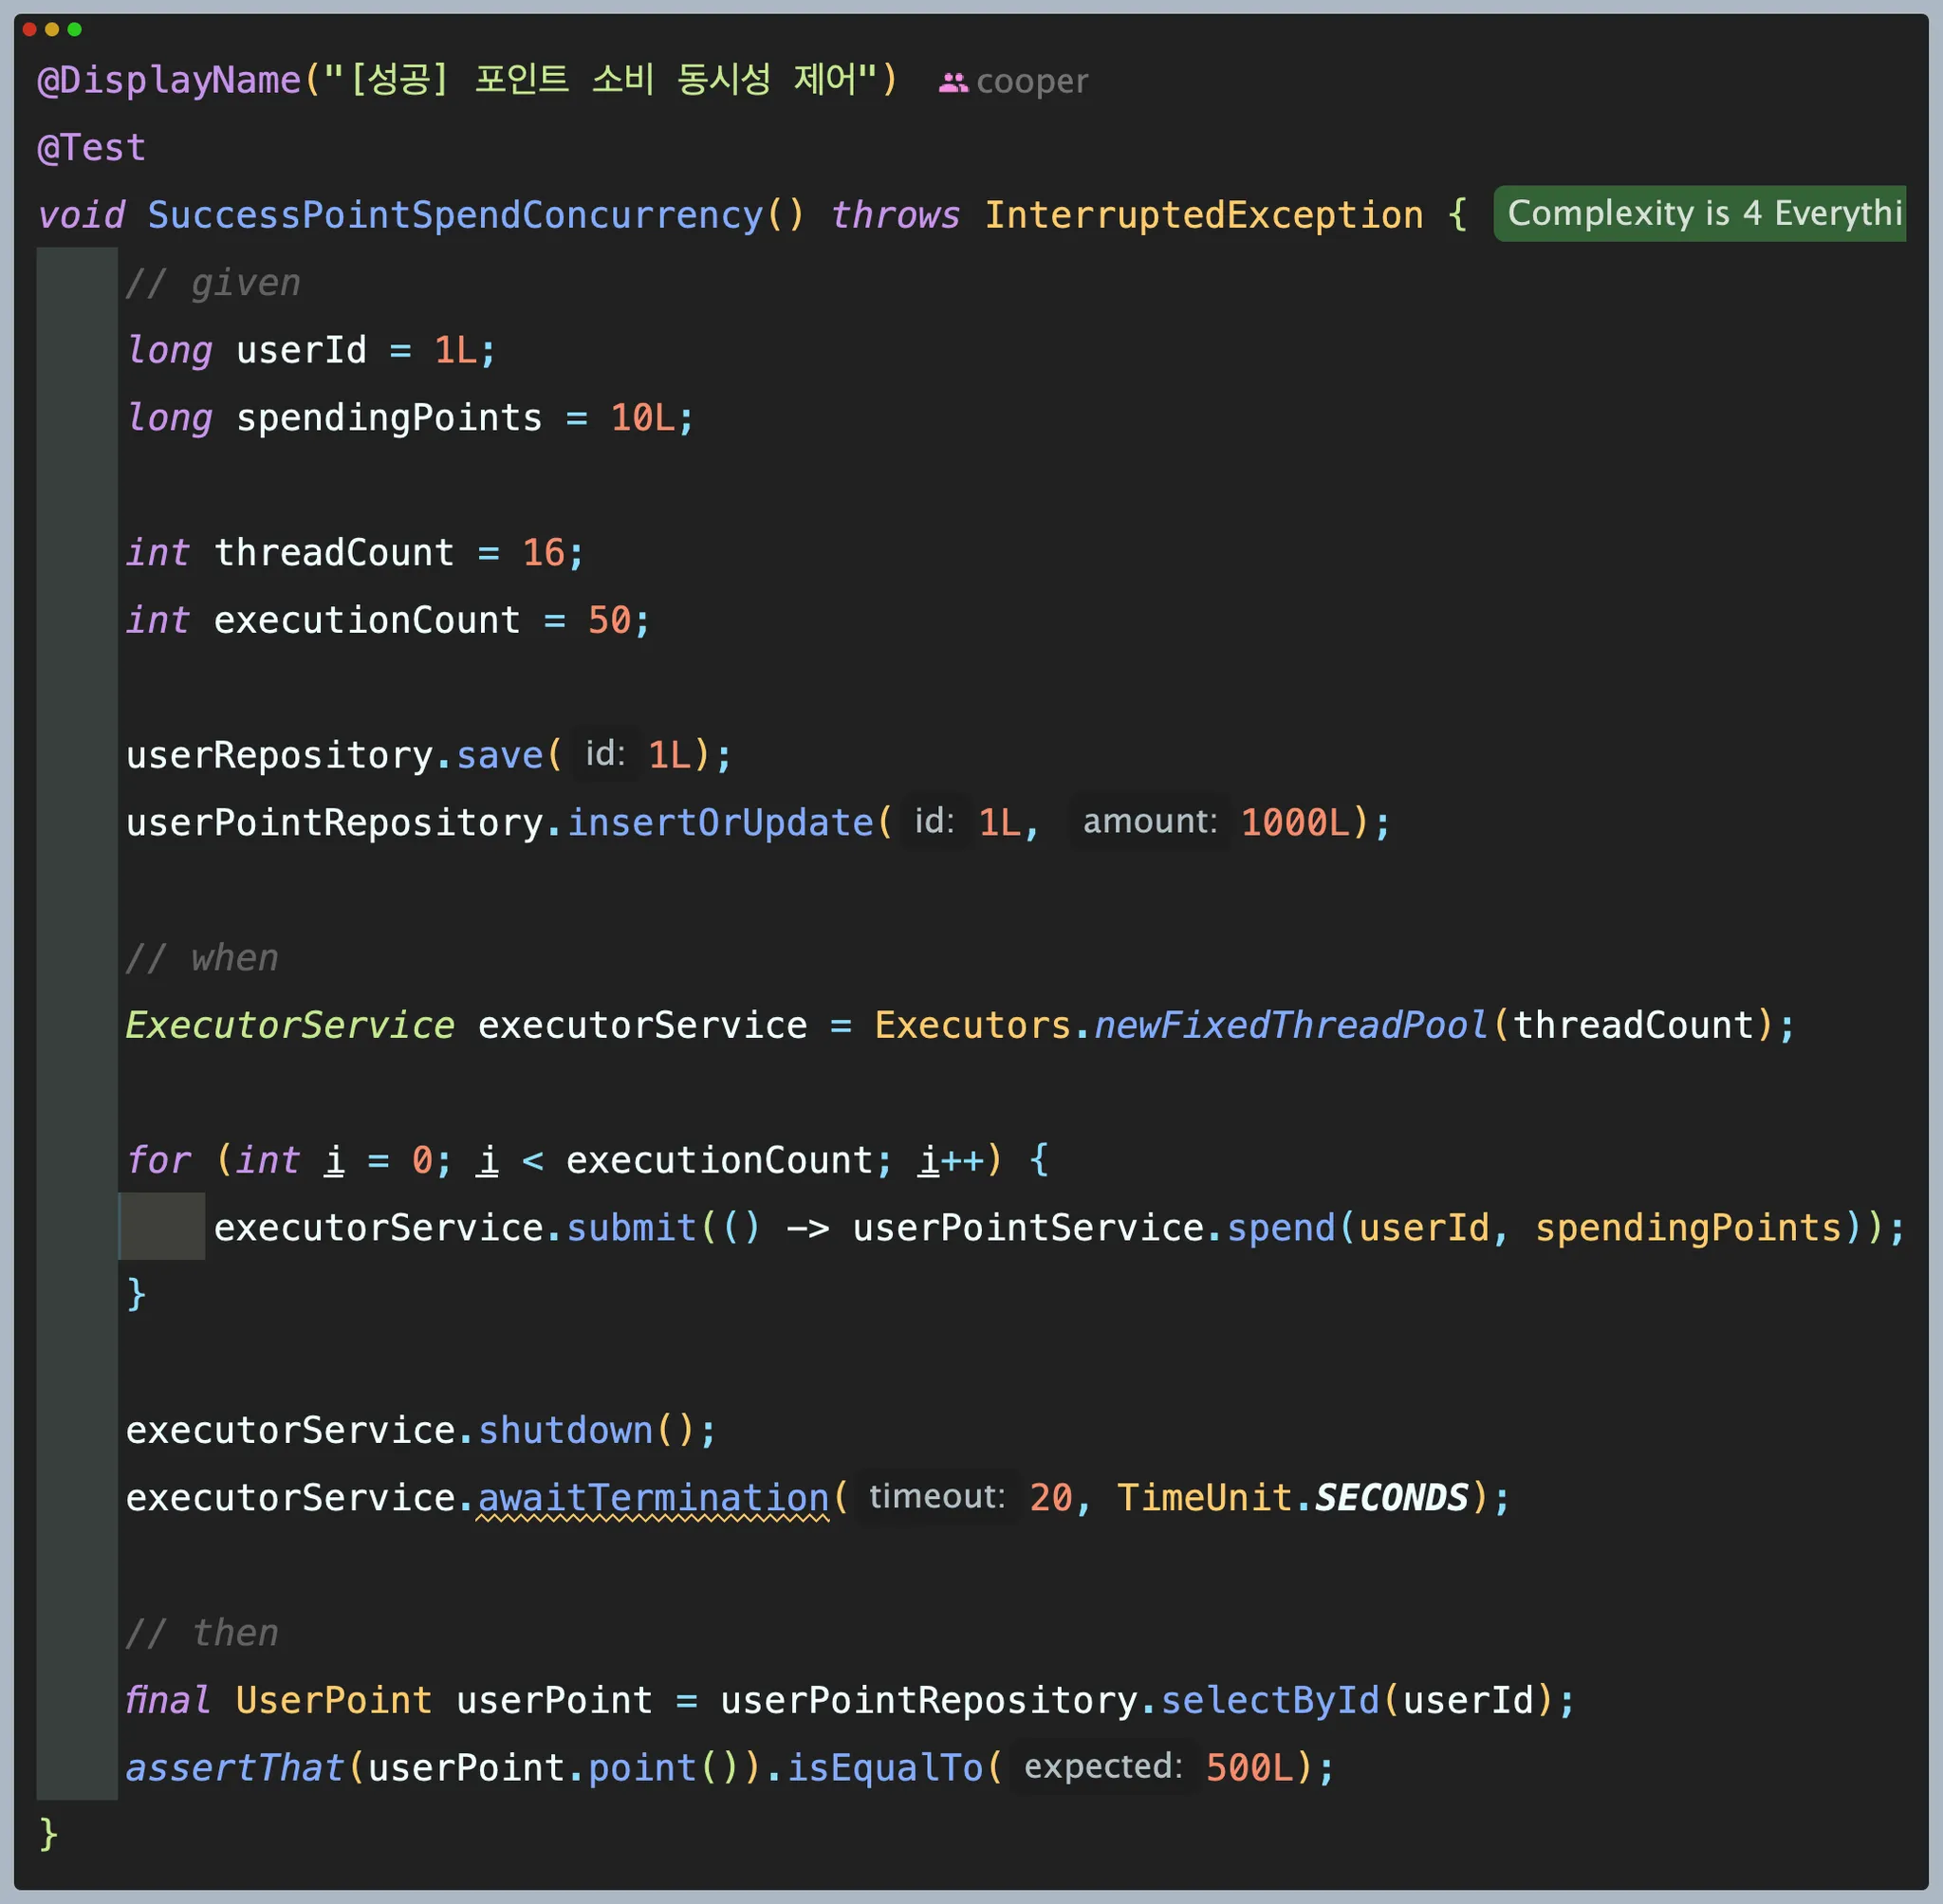 @DisplayName("[성공] 포인트 소비 동시성 제어") cooper
@Test
void SuccessPointSpendConcurrency() throws InterruptedException { Complexity is 4 Everythi
// given
long userId = 1L;
long spendingPoints = 10L;
int threadCount = 16;
int executionCount = 50;
userRepository.save( id: 1L);
userPointRepository.insertOrUpdate( id: 1L, amount: 1000L);
// when
ExecutorService executorService = Executors.newFixedThreadPool(threadCount);
for (int i = 0; i < executionCount; i++) {
executorService.submit(() -> userPointService.spend(userId, spendingPoints));
}
executorService.shutdown();
executorService.awaitTermination( timeout: 20, TimeUnit.SECONDS);
// then
final UserPoint userPoint = userPointRepository.selectById(userId);
assertThat(userPoint.point()).isEqualTo( expected: 500L);
}